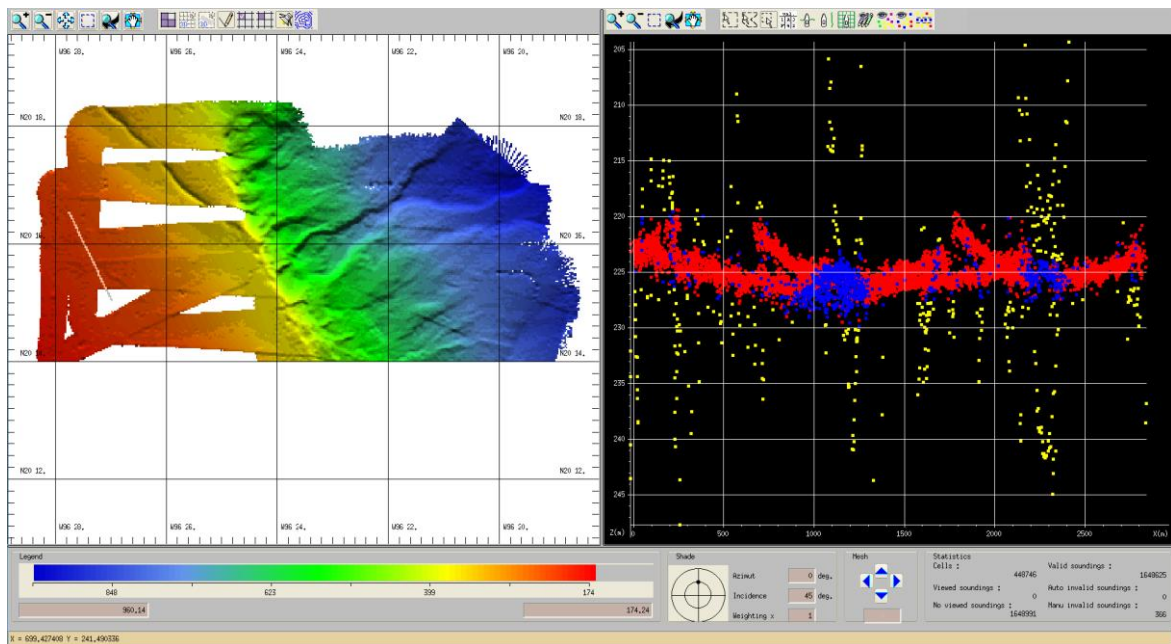 W96 28. W96 26. W96 24. W96 22. W96 20.
N20 18. N20 18.
N20 16. N20 16.
N20 14. N20 14.
N20 12. N20 12.
W96 28. W96 26. W96 24. W96 22. W96 20.
205
210
215
220
225
230
235
240
245
Z(m) 0 500 1000 1500 2000 2500 X(m)
Legend
848 623 399 174
960.14 174.24
Shade
Azimut 0 deg.
Incidence 45 deg.
Weighting x 1
Mesh
Statistics
Cells : Valid soundings :
448746 1648625
Viewed soundings : Auto invalid soundings :
0 0
No viewed soundings : Manu invalid soundings :
1648991 366
X = 699,427408 Y = 241,490336